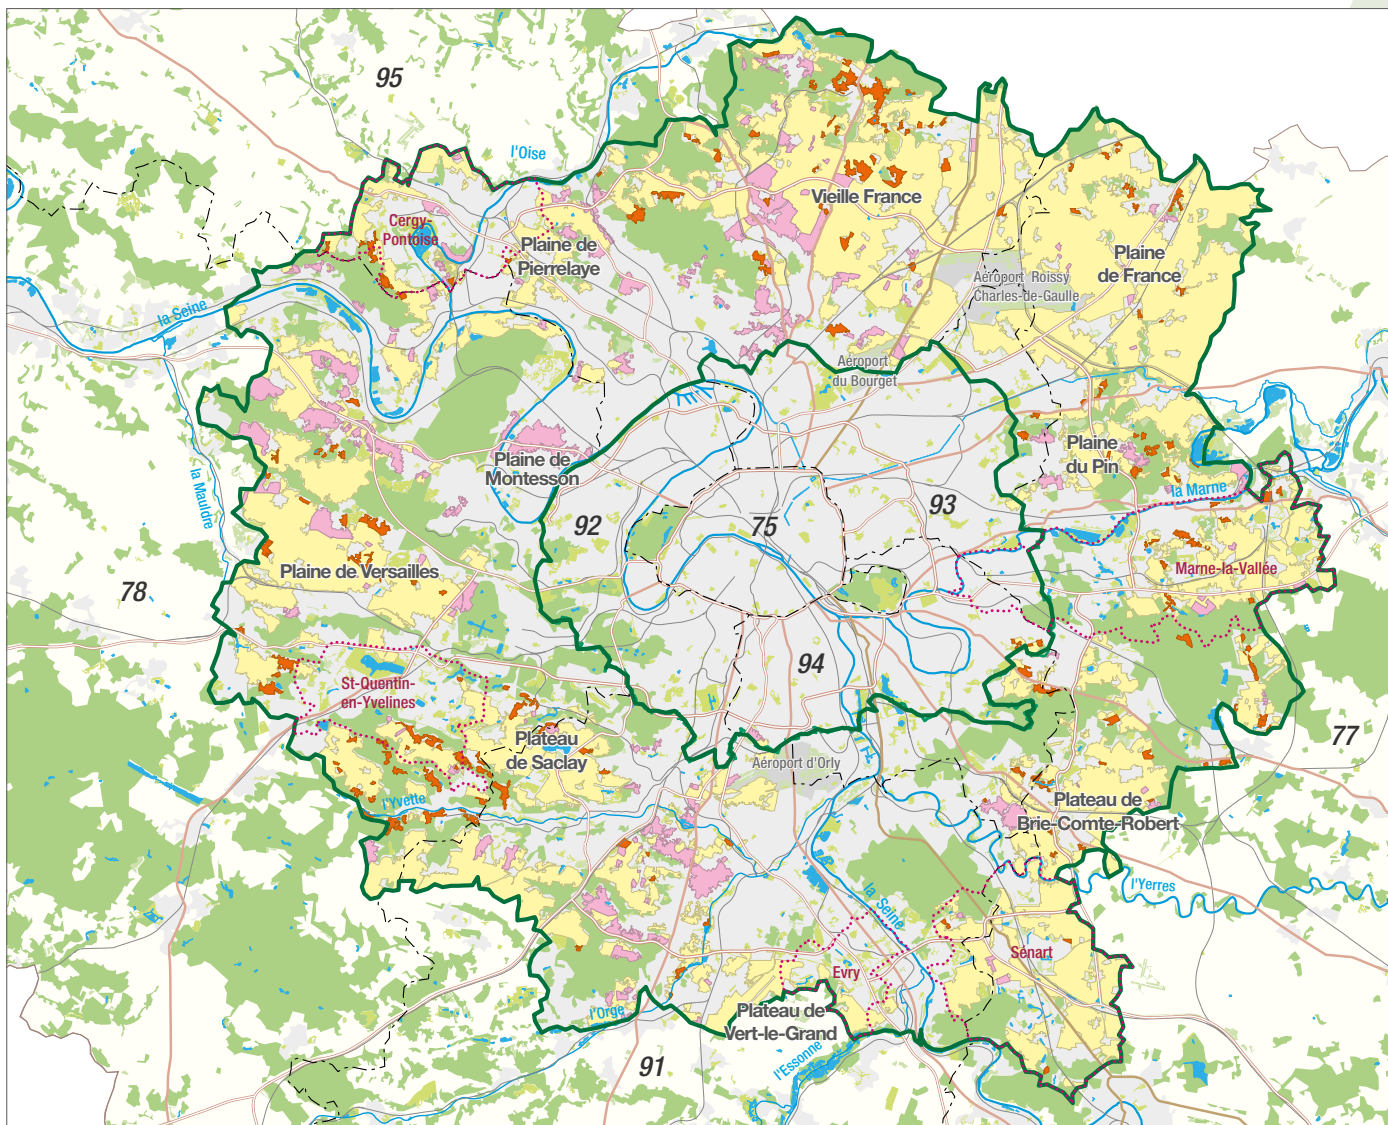 95
l'Oise
Cergy-
Pontoise
Plaine de
Pierrelaye
Vieille France
Plaine
de France
Aéroport Roissy
Charles-de-Gaulle
la Seine
Aéroport
du Bourget
Plaine
du Pin
la Mauldre
Plaine de
Montesson
la Marne
92
75
93
Marne-la-Vallée
Plaine de Versailles
78
94
St-Quentin-
en-Yvelines
Plateau
de Saclay
Aéroport d'Orly
77
l'Yvette
Plateau de
Brie-Comte-Robert
l'Yerres
la Seine
Evry
Sénart
l'Orge
Plateau de
Vert-le-Grand
l'Essonne
91